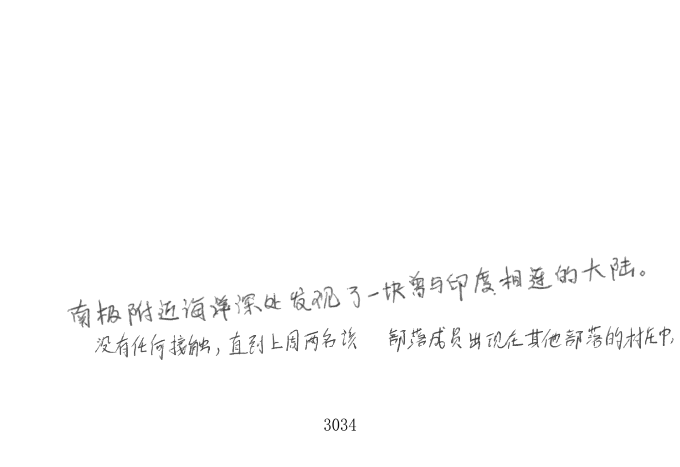 南极附近海洋深处发现了一块曾与印度相连的大陆。
没有任何接触，直到上周两名该 部落成员出现在其他部落的村庄中，
3034